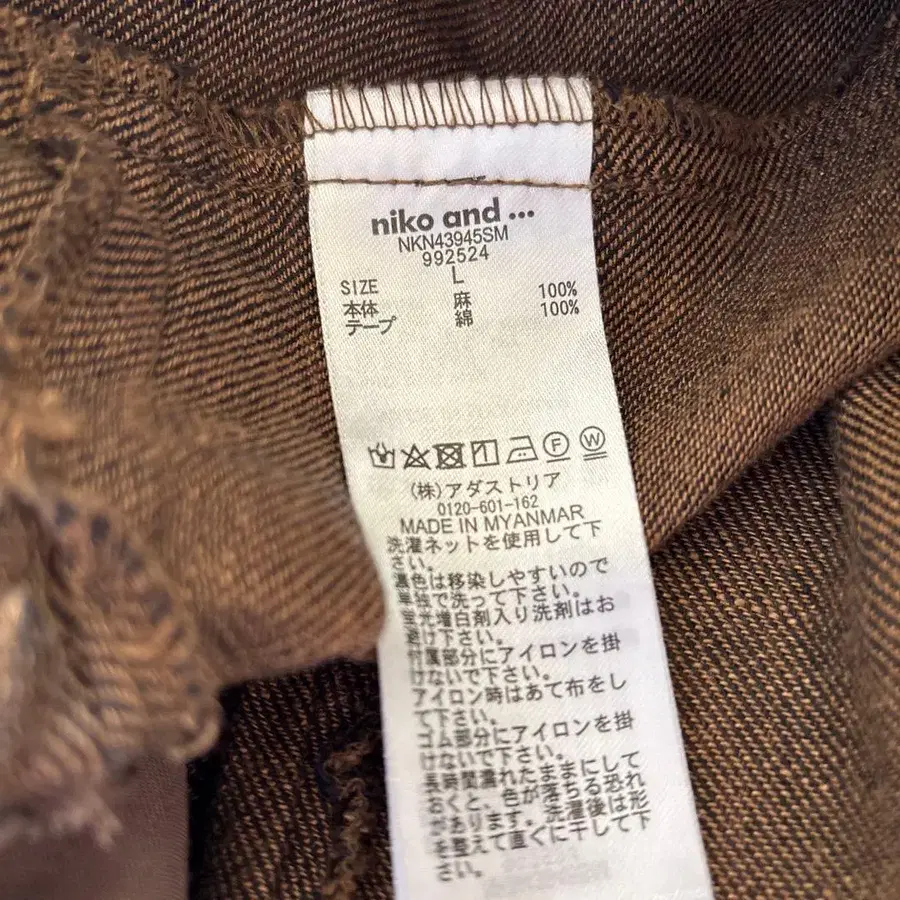 niko and ...
NKN43945SM
992524
SIZE L
本体 麻 100%
テープ 綿 100%
F W
(株)アダストリア
0120-601-162
MADE IN MYANMAR
洗濯ネットを使用して下
さい。
濃色は移染しやすいので
単独で洗って下さい。
蛍光増白剤入り洗剤はお
避け下さい。
付属部分にアイロンを掛
けないで下さい。
アイロン時はあて布をし
て下さい。
ゴム部分にアイロンを掛
けないで下さい。
長時間濡れたままにして
おくと、色が落ちる恐れ
があります。洗濯後は形
を整えて直ぐに干して下
さい。